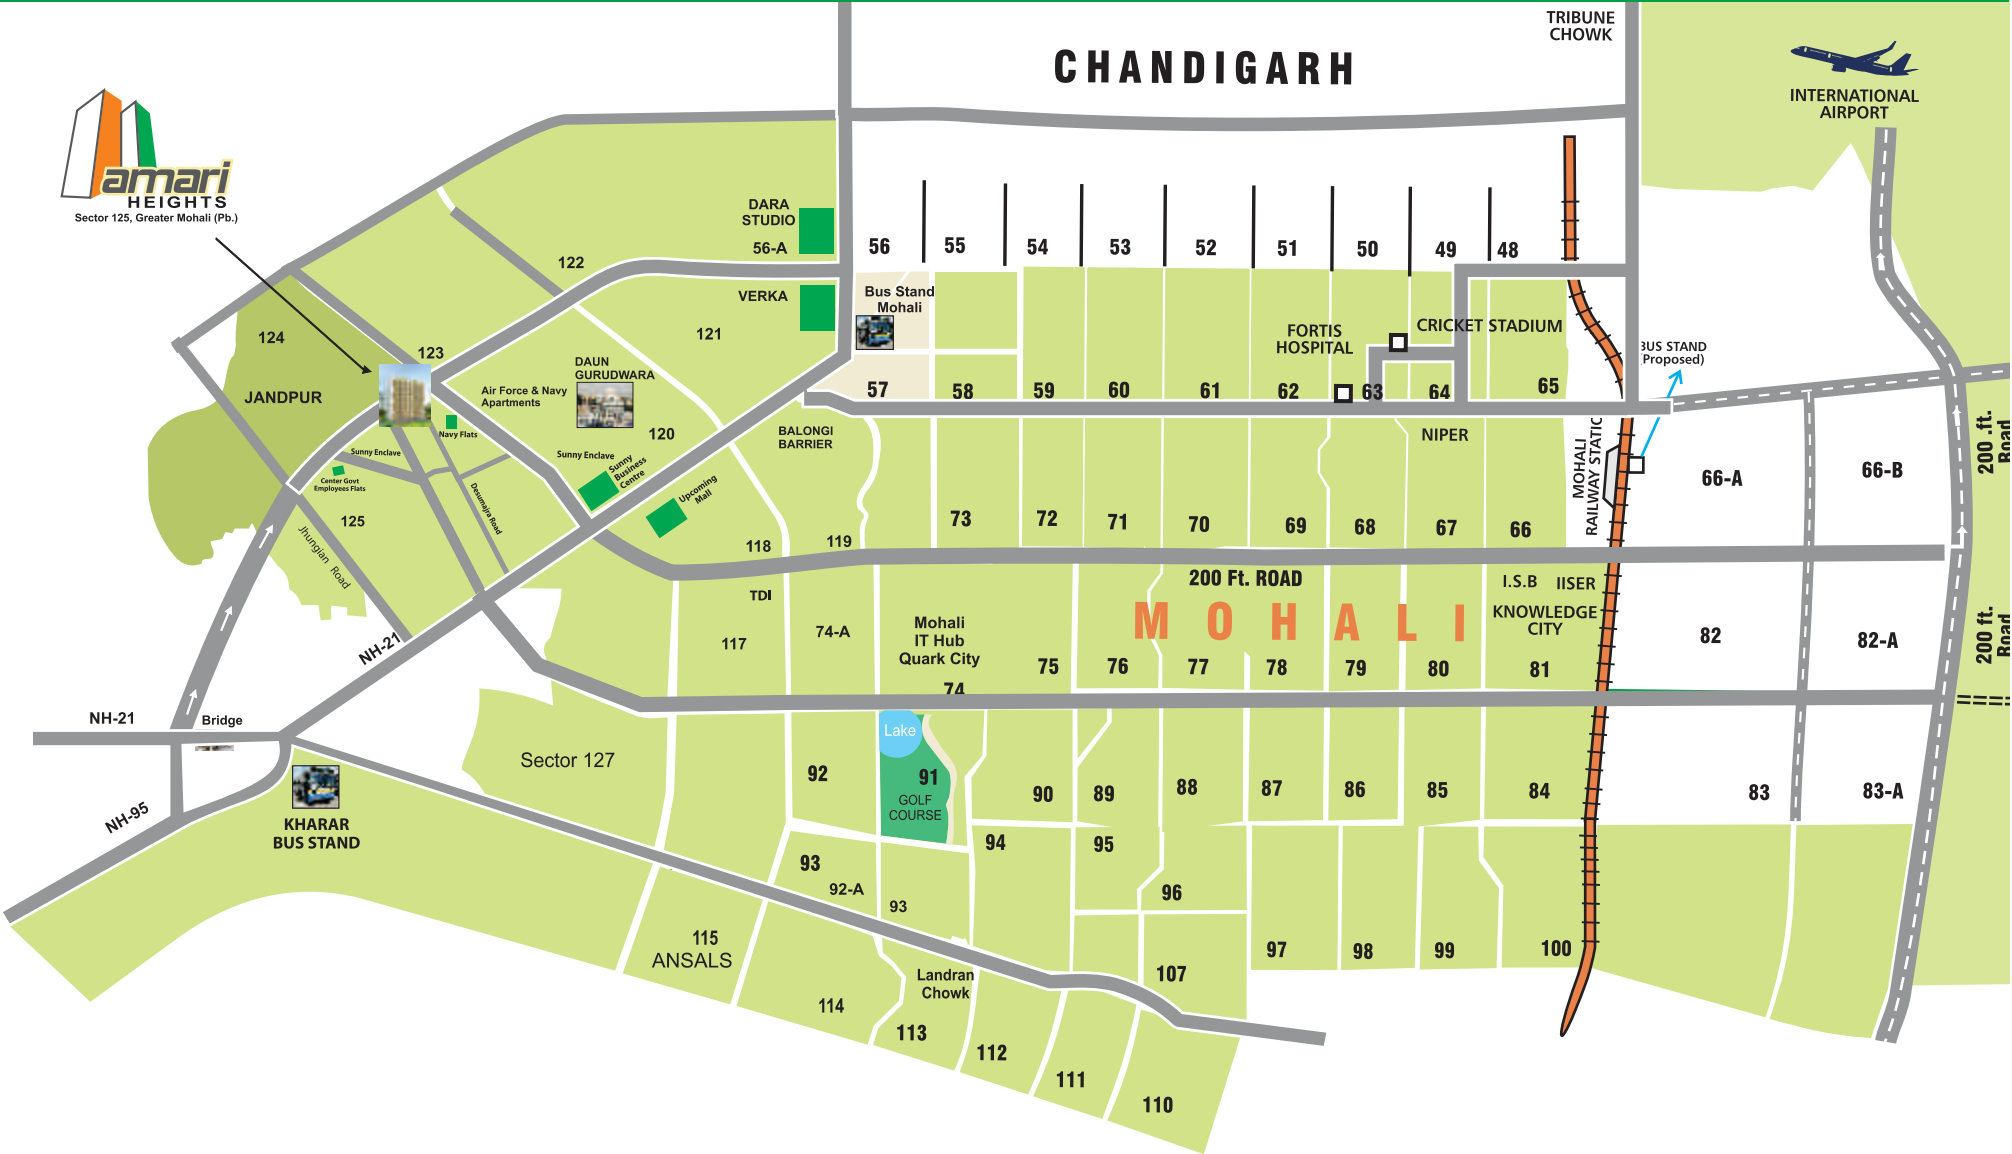 TRIBUNE
CHOWK
CHANDIGARH
INTERNATIONAL
AIRPORT
amari
HEIGHTS
Sector 125, Greater Mohali (Pb.)
DARA
STUDIO
56-A
56
55
54
53
52
51
50
49
48
122
VERKA
Bus Stand
Mohali
121
124
123
JANDPUR
DAUN
GURUDWARA
Air Force & Navy
Apartments
FORTIS
HOSPITAL
CRICKET STADIUM
BUS STAND
(Proposed)
57
58
59
60
61
62
63
64
65
Navy Flats
120
BALONGI
BARRIER
NIPER
Sunny Enclave
Sunny Enclave
Sunny
Business
Centre
Center Govt
Employees Flats
Upcoming
Mall
Desumajra Road
MOHALI
RAILWAY STATIC
66-A
66-B
200 .ft.
Road
125
Jhungian Road
118
119
73
72
71
70
69
68
67
66
200 Ft. ROAD
TDI
I.S.B
IISER
MOHALI
KNOWLEDGE
CITY
117
74-A
Mohali
IT Hub
Quark City
74
75
76
77
78
79
80
81
82
82-A
200 ft.
Road
NH-21
NH-21
Bridge
Lake
Sector 127
92
91
GOLF
COURSE
90
89
88
87
86
85
84
83
83-A
NH-95
KHARAR
BUS STAND
93
92-A
93
94
95
96
115
ANSALS
97
98
99
100
107
Landran
Chowk
114
113
112
111
110